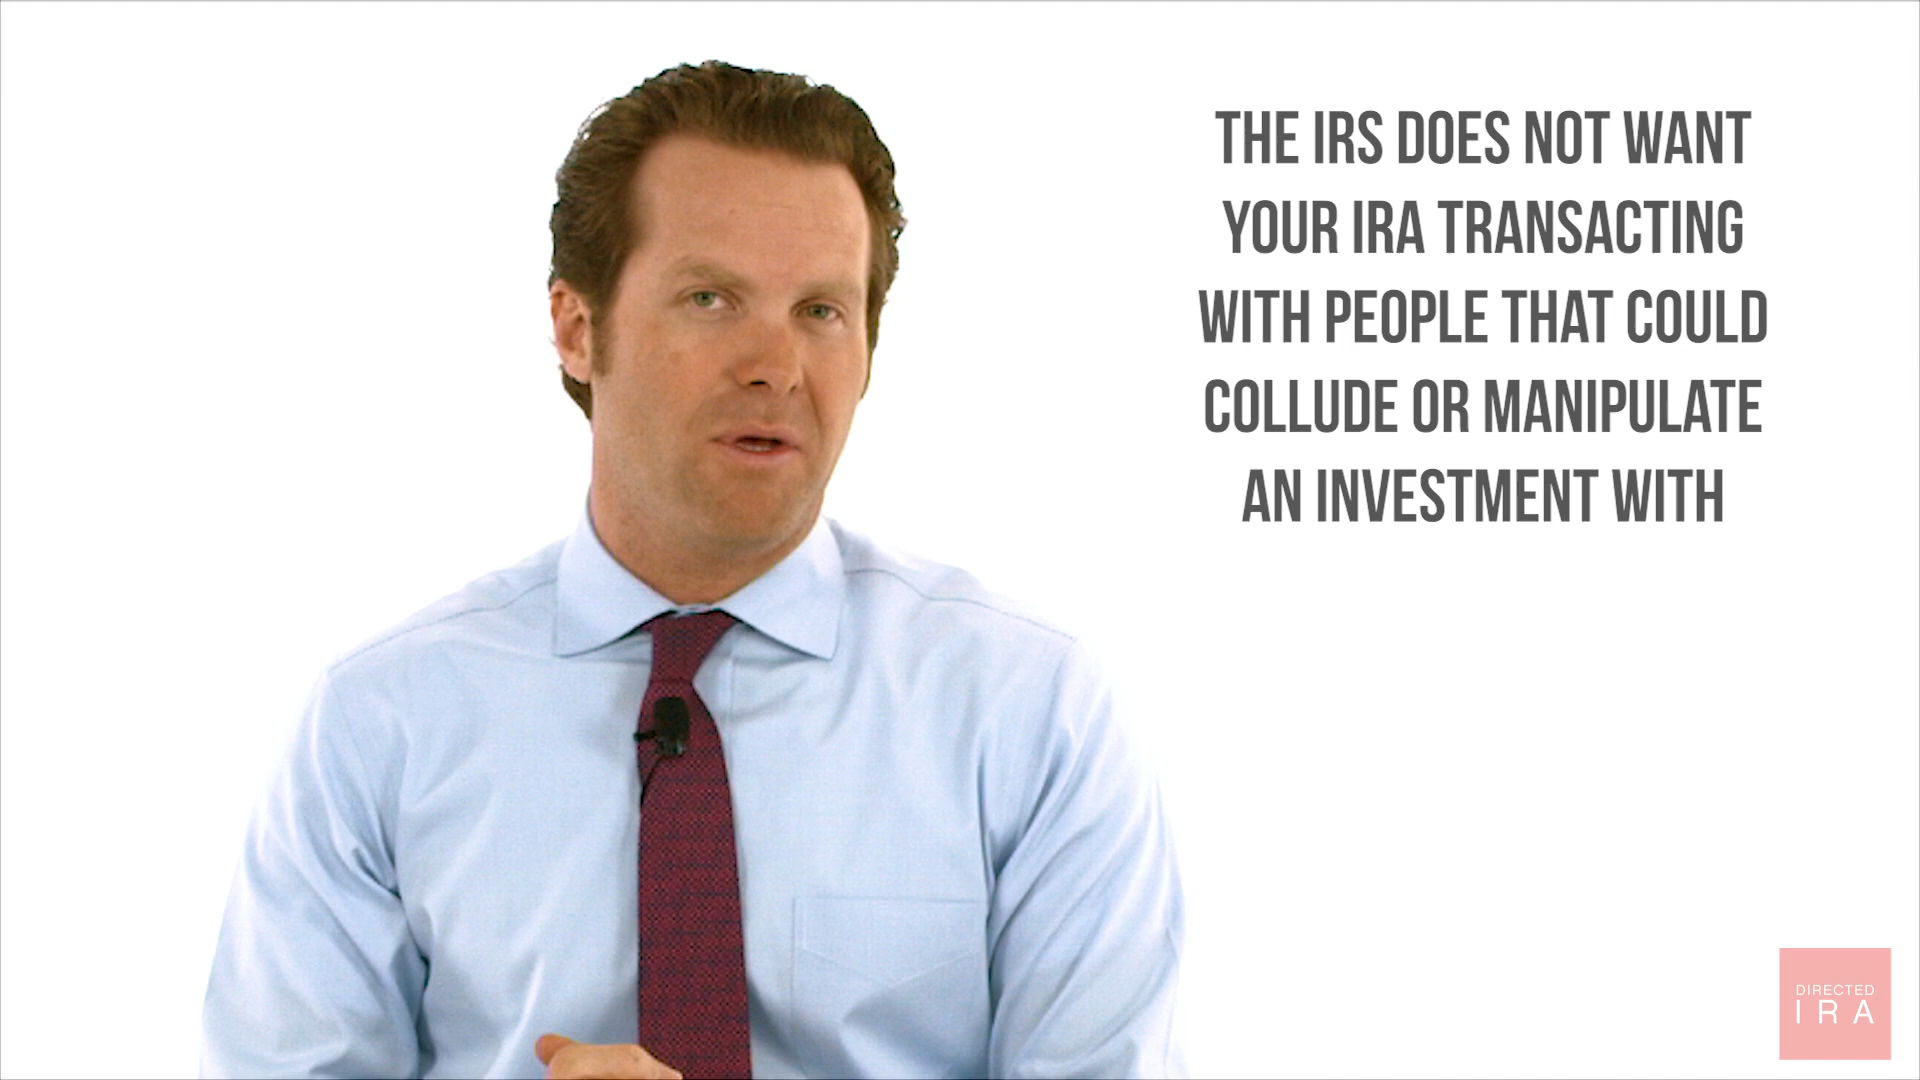 THE IRS DOES NOT WANT
YOUR IRA TRANSACTING
WITH PEOPLE THAT COULD
COLLUDE OR MANIPULATE
AN INVESTMENT WITH
DIRECTED
IRA